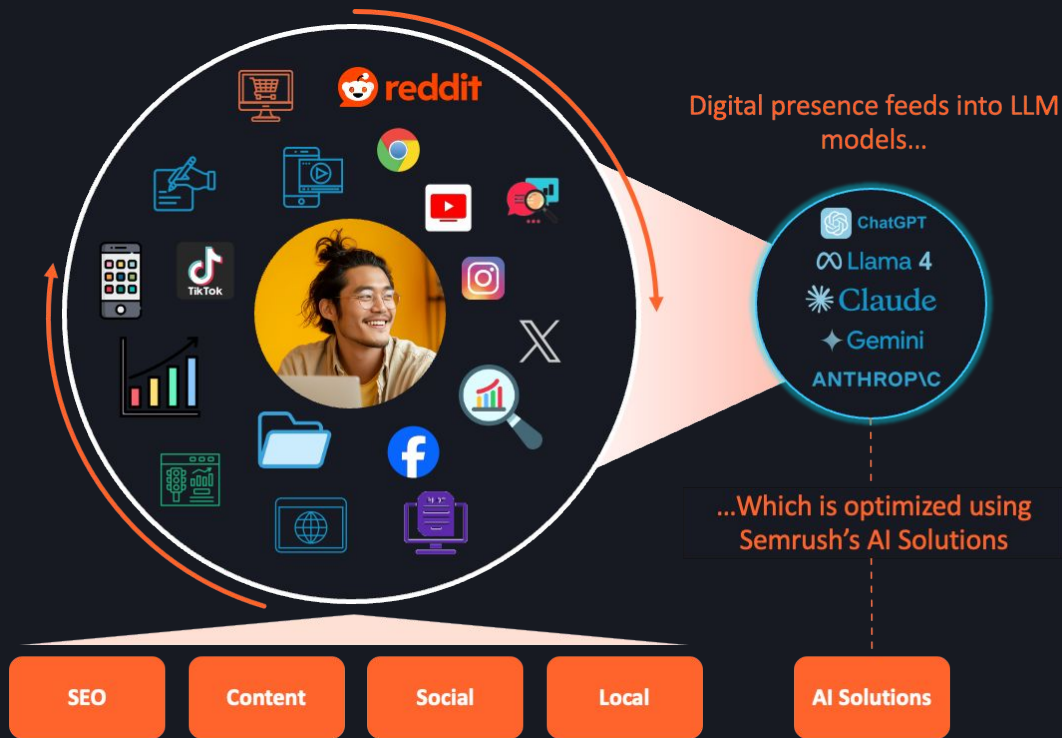 reddit
Digital presence feeds into LLM
models...
TikTok
ChatGPT
Llama 4
Claude
Gemini
ANTHROP\C
...Which is optimized using
Semrush's AI Solutions
SEO
Content
Social
Local
AI Solutions